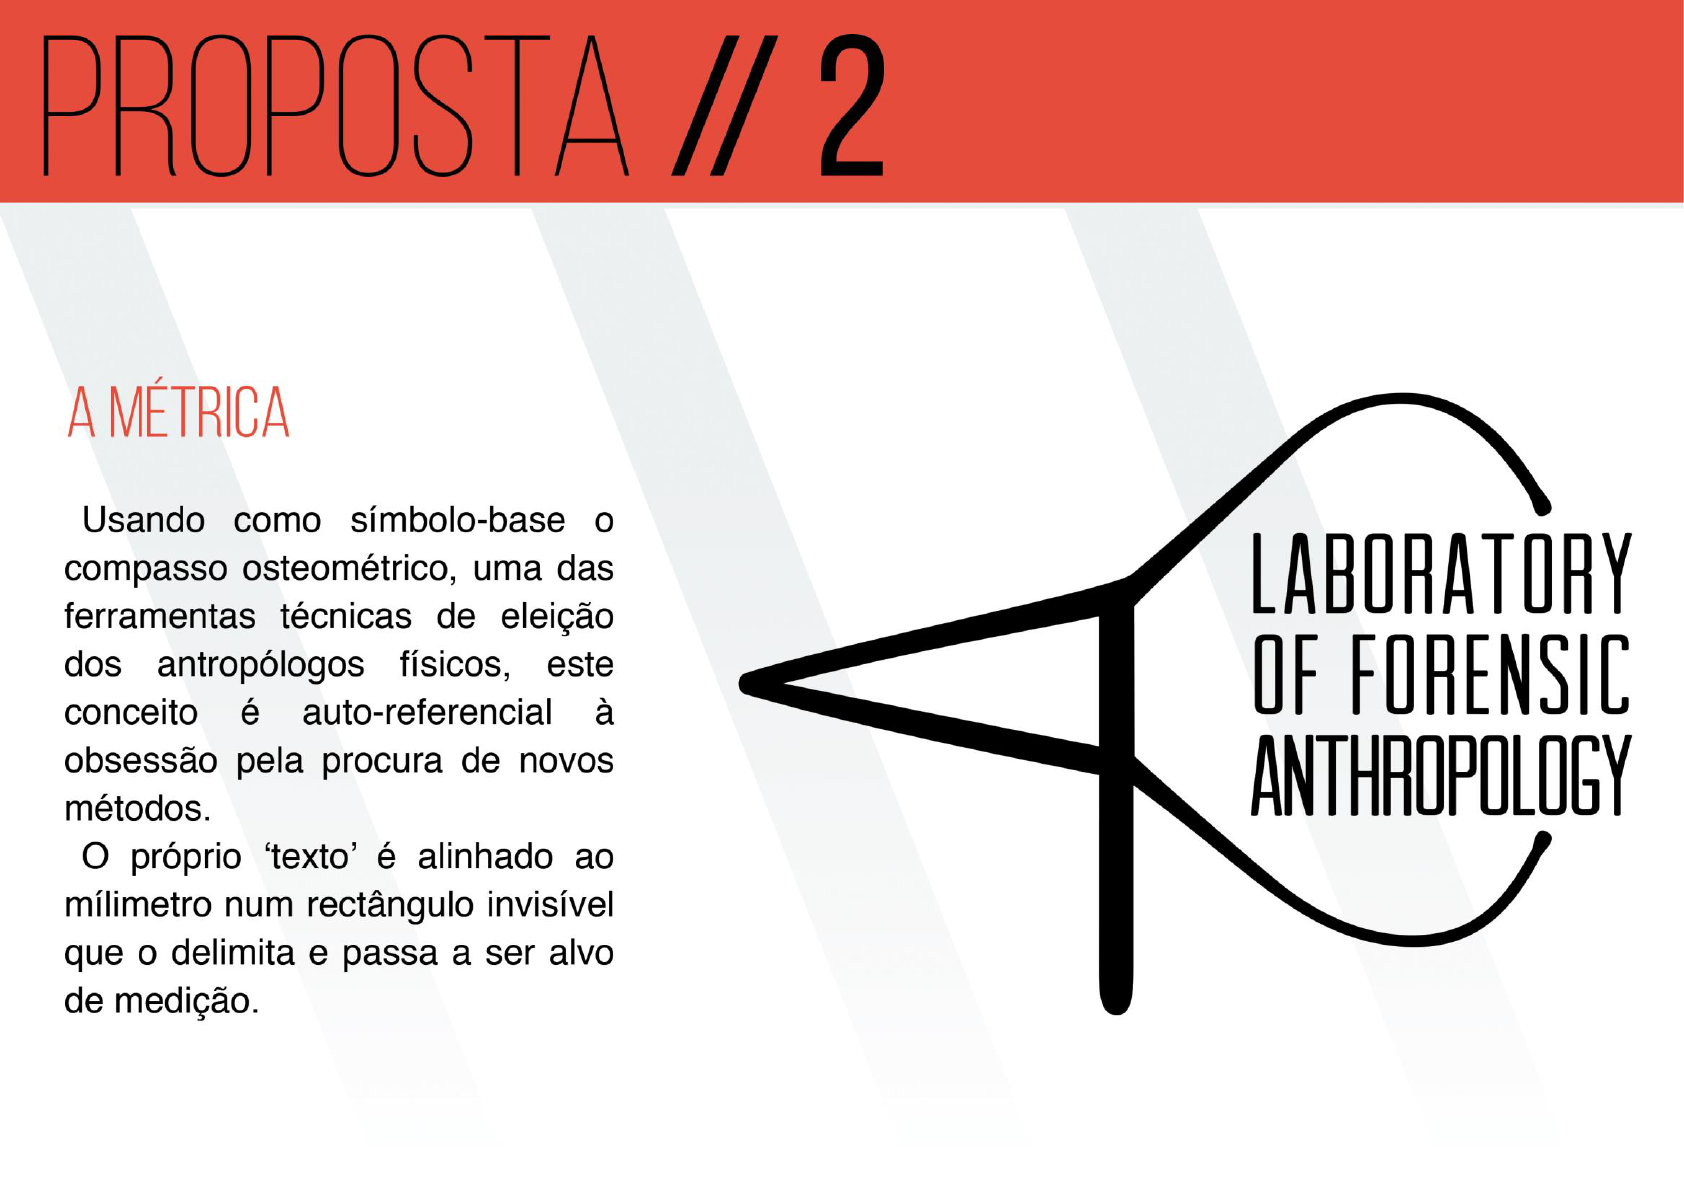 PROPOSTA // 2
A MÉTRICA
Usando como símbolo-base o
compasso osteométrico, uma das
ferramentas técnicas de eleição
dos antropólogos físicos, este
conceito é auto-referencial à
obsessão pela procura de novos
métodos.
O próprio ‘texto’ é alinhado ao
mílimetro num rectângulo invisível
que o delimita e passa a ser alvo
de medição.
LABORATORY
OF FORENSIC
ANTHROPOLOGY